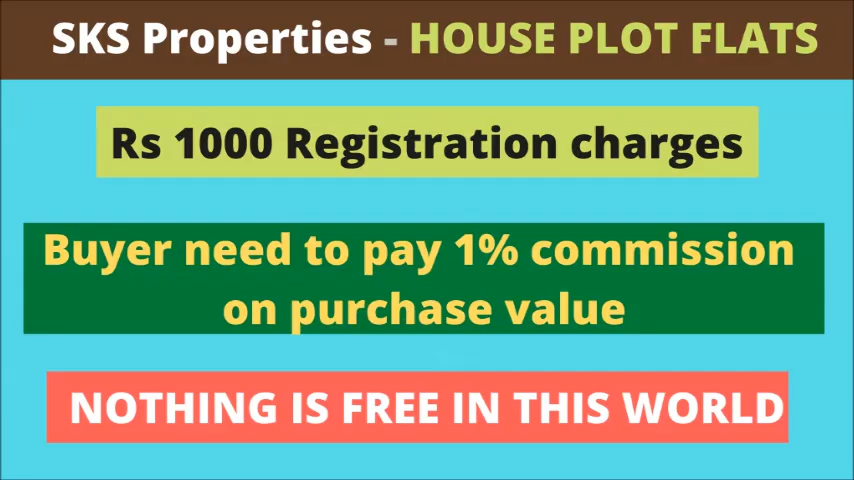 SKS Properties - HOUSE PLOT FLATS
Rs 1000 Registration charges
Buyer need to pay 1% commission
on purchase value
NOTHING IS FREE IN THIS WORLD